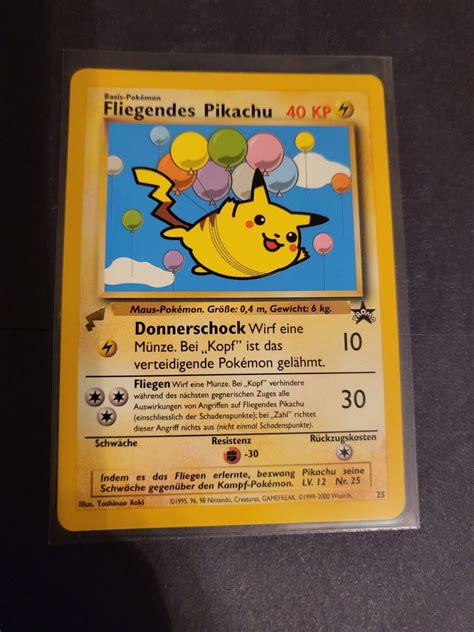 Basis-Pokémon
Fliegendes Pikachu 40 KP
Maus-Pokémon. Größe: 0,4 m, Gewicht: 6 kg.
PROMO
Donnerschock Wirf eine
Münze. Bei „Kopf" ist das
verteidigende Pokémon gelähmt.
10
Fliegen Wirf eine Münze. Bei „Kopf" verhindere
während des nächsten gegnerischen Zuges alle
Auswirkungen von Angriffen auf Fliegendes Pikachu
(einschließlich der Schadenspunkte); bei „Zahl" richtet
dieser Angriff nichts aus (nicht einmal Schadenspunkte).
30
Schwäche Resistenz Rückzugskosten
-30
Indem es das Fliegen erlernte, bezwang Pikachu seine
Schwäche gegenüber den Kampf-Pokémon. LV. 12 Nr. 25
Illus. Toshinao Aoki ©1995, 96, 98 Nintendo, Creatures, GAMEFREAK. ©1999-2000 Wizards. 25